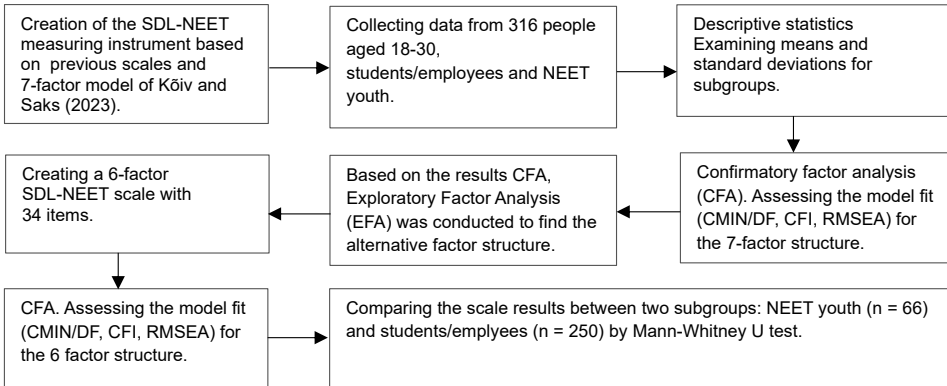 Creation of the SDL-NEET
measuring instrument based
on previous scales and
7-factor model of Kõiv and
Saks (2023).
Collecting data from 316 people
aged 18-30,
students/employees and NEET
youth.
Descriptive statistics
Examining means and
standard deviations for
subgroups.
Confirmatory factor analysis
(CFA). Assessing the model fit
(CMIN/DF, CFI, RMSEA) for
the 7-factor structure.
Based on the results CFA,
Exploratory Factor Analysis
(EFA) was conducted to find the
alternative factor structure.
Creating a 6-factor
SDL-NEET scale with
34 items.
CFA. Assessing the model fit
(CMIN/DF, CFI, RMSEA) for
the 6 factor structure.
Comparing the scale results between two subgroups: NEET youth (n = 66)
and students/emplyees (n = 250) by Mann-Whitney U test.